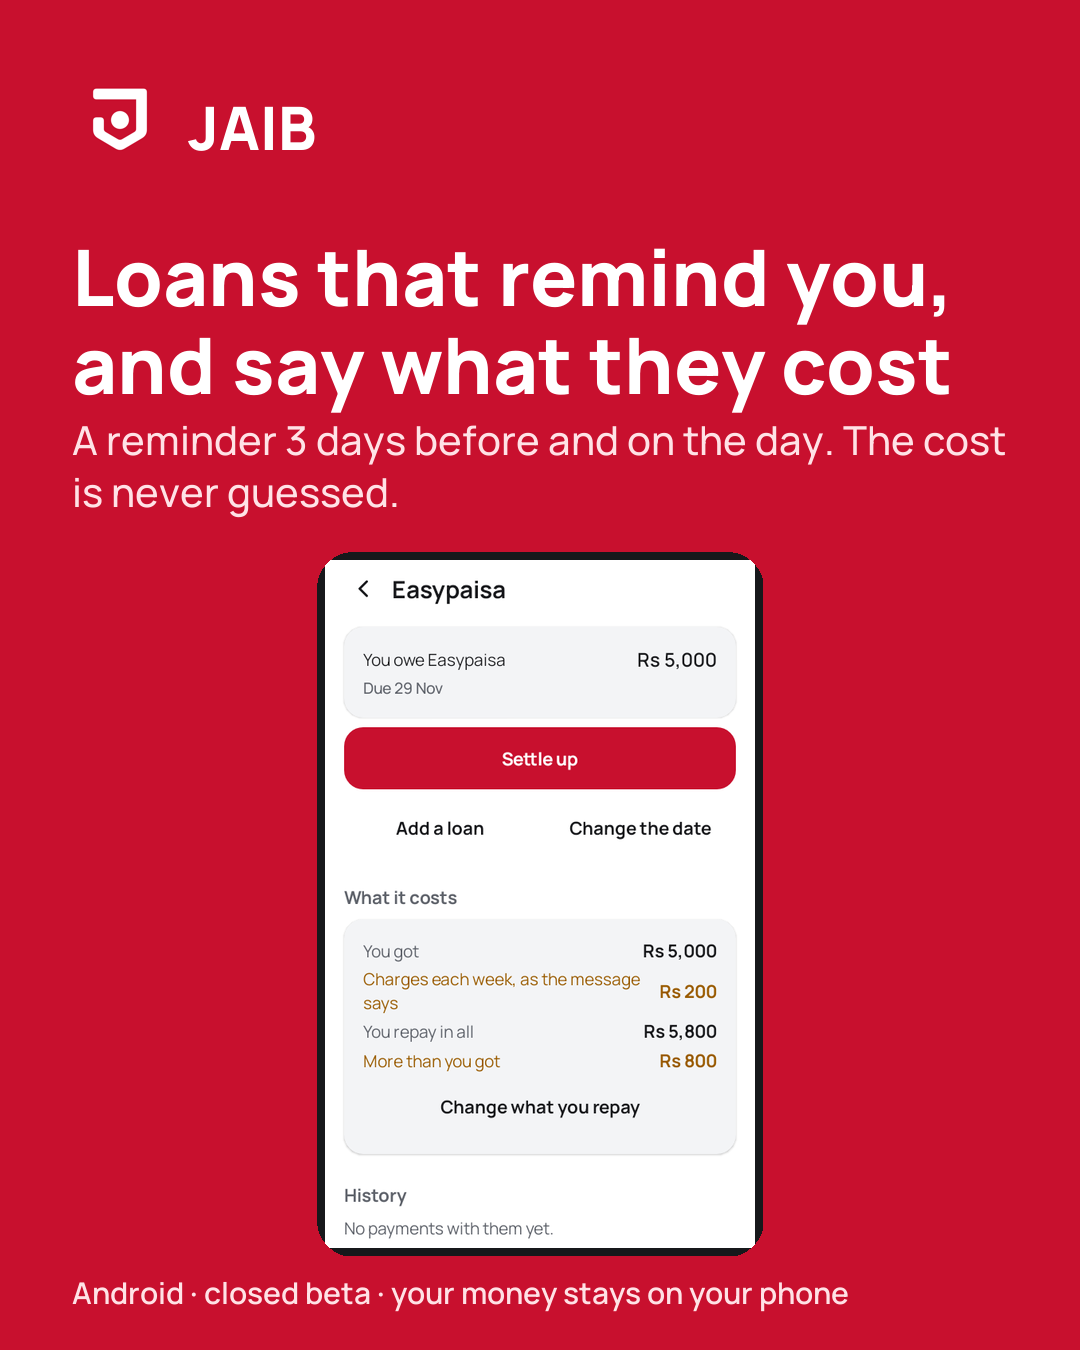 JAIB
Loans that remind you,
and say what they cost
A reminder 3 days before and on the day. The cost
is never guessed.
Easypaisa
You owe Easypaisa Rs 5,000
Due 29 Nov
Settle up
Add a loan Change the date
What it costs
You got Rs 5,000
Charges each week, as the message
says Rs 200
You repay in all Rs 5,800
More than you got Rs 800
Change what you repay
History
No payments with them yet.
Android · closed beta · your money stays on your phone